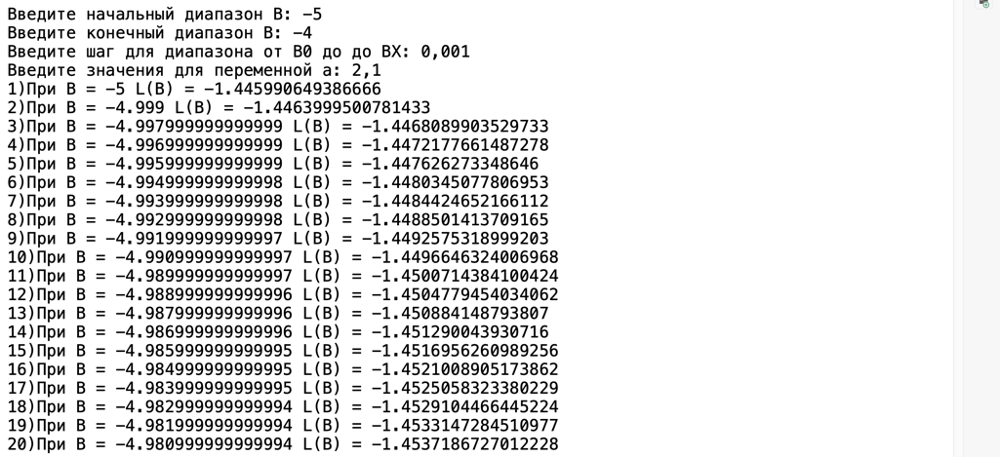 Введите начальный диапазон B: -5
Введите конечный диапазон B: -4
Введите шаг для диапазона от B0 до до BX: 0,001
Введите значения для переменной a: 2,1
1)При B = -5 L(B) = -1.445990649386666
2)При B = -4.999 L(B) = -1.4463999500781433
3)При B = -4.997999999999999 L(B) = -1.4468089903529733
4)При B = -4.996999999999999 L(B) = -1.4472177661487278
5)При B = -4.995999999999999 L(B) = -1.447626273348646
6)При B = -4.994999999999998 L(B) = -1.4480345077806953
7)При B = -4.993999999999998 L(B) = -1.4484424652166112
8)При B = -4.992999999999998 L(B) = -1.4488501413709165
9)При B = -4.991999999999997 L(B) = -1.4492575318999203
10)При B = -4.990999999999997 L(B) = -1.4496646324006968
11)При B = -4.989999999999997 L(B) = -1.4500714384100424
12)При B = -4.988999999999996 L(B) = -1.4504779454034062
13)При B = -4.987999999999996 L(B) = -1.450884148793807
14)При B = -4.986999999999996 L(B) = -1.451290043930716
15)При B = -4.985999999999995 L(B) = -1.4516956260989256
16)При B = -4.984999999999995 L(B) = -1.4521008905173862
17)При B = -4.983999999999995 L(B) = -1.4525058323380229
18)При B = -4.982999999999994 L(B) = -1.4529104466445224
19)При B = -4.981999999999994 L(B) = -1.4533147284510977
20)При B = -4.980999999999994 L(B) = -1.4537186727012228